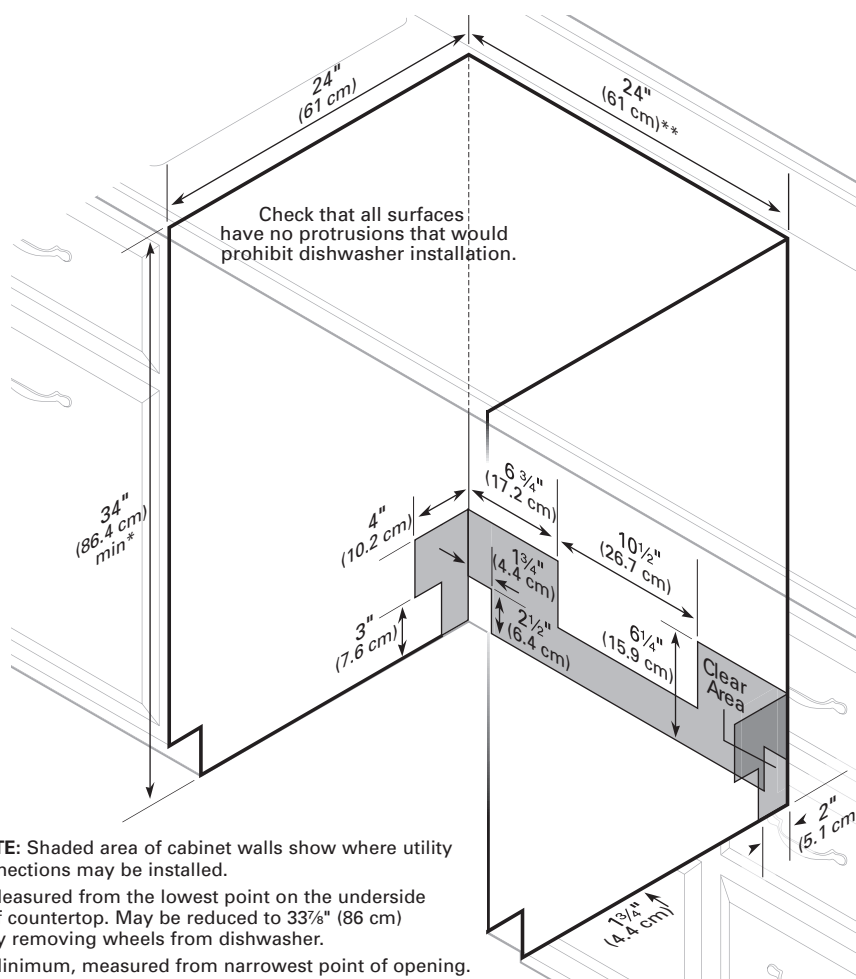 24"
(61 cm)
24"
(61 cm)**
Check that all surfaces
have no protrusions that would
prohibit dishwasher installation.
34"
(86.4 cm)
min*
4"
(10.2 cm)
6 3/4"
(17.2 cm)
10 1/2"
(26.7 cm)
1 3/4"
(4.4 cm)
3"
(7.6 cm)
2 1/2"
(6.4 cm)
6 1/4"
(15.9 cm)
Clear
Area
2"
(5.1 cm)
1 3/4"
(4.4 cm)
TE: Shaded area of cabinet walls show where utility
nnections may be installed.
easured from the lowest point on the underside
f countertop. May be reduced to 33⅞" (86 cm)
y removing wheels from dishwasher.
inimum, measured from narrowest point of opening.